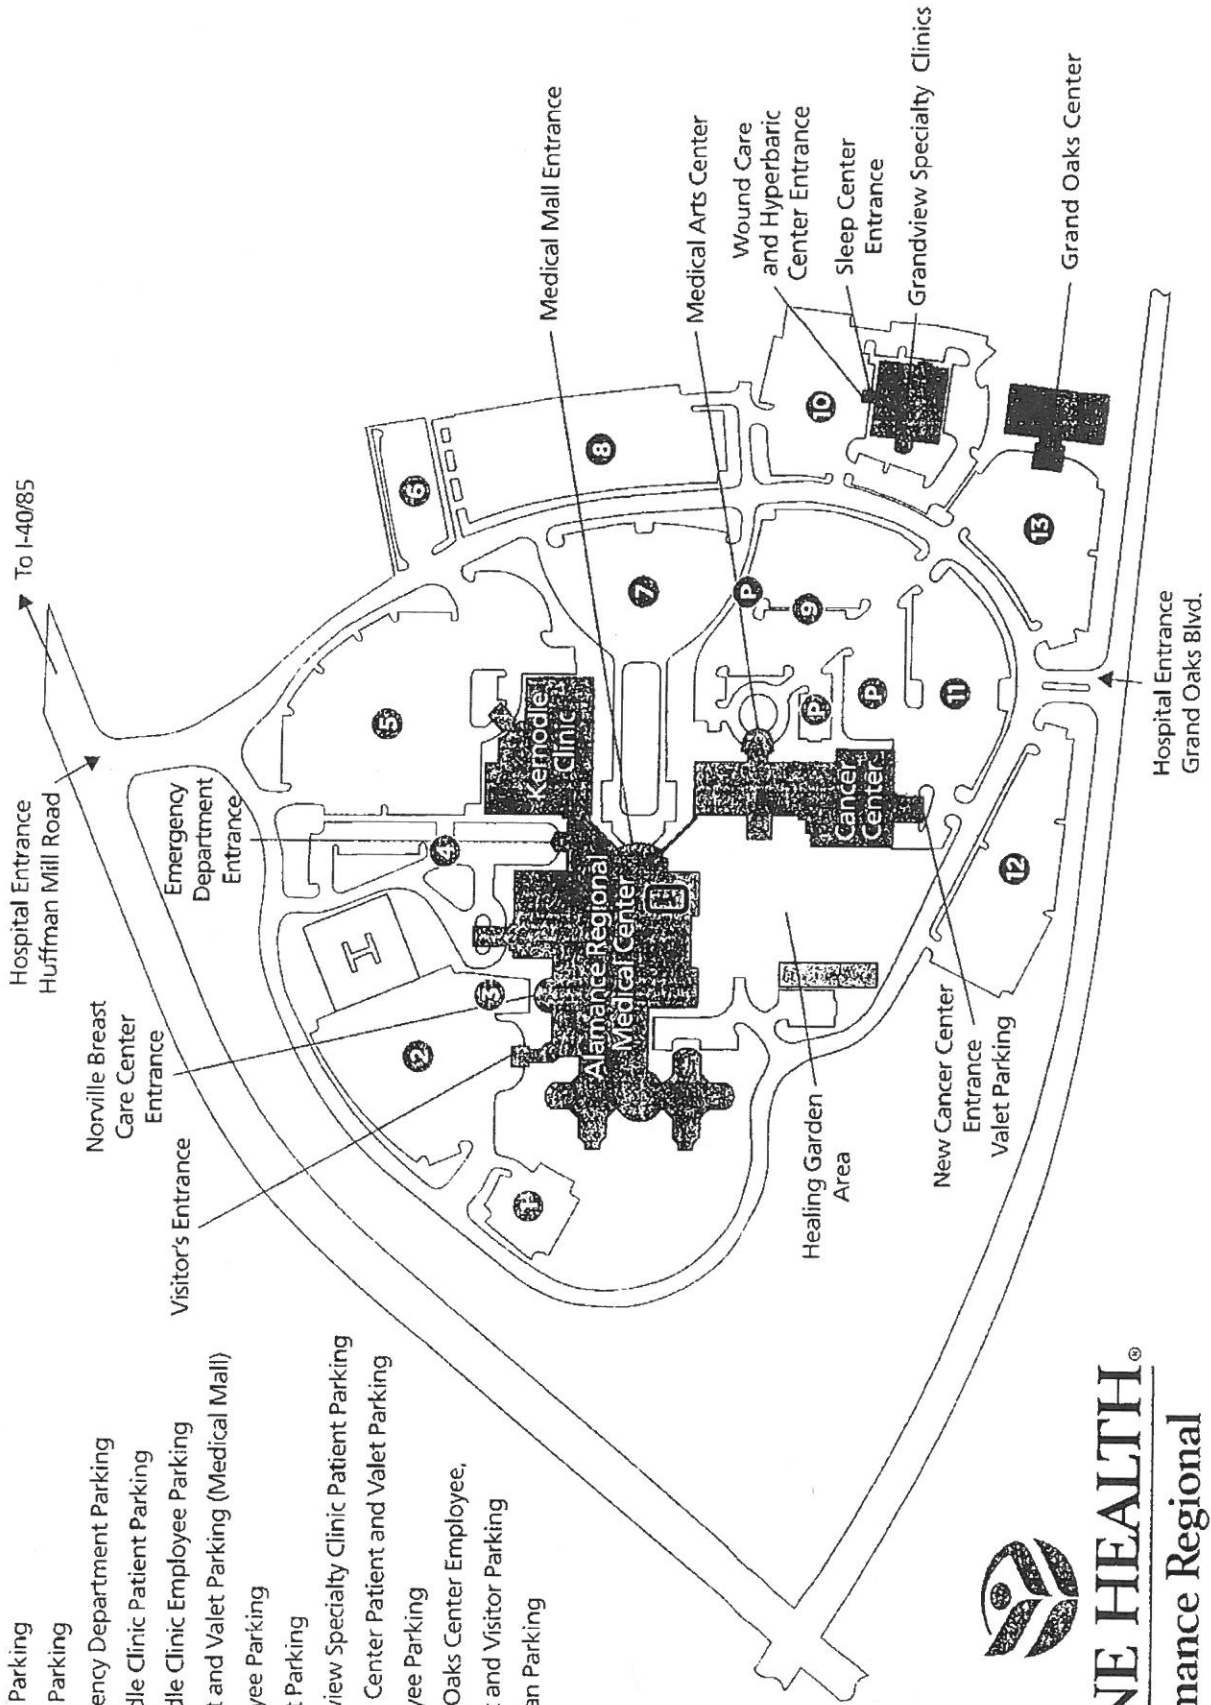 Parking
Parking
ency Department Parking
dle Clinic Patient Parking
dle Clinic Employee Parking
t and Valet Parking (Medical Mall)
yee Parking
t Parking
view Specialty Clinic Patient Parking
Center Patient and Valet Parking
yee Parking
Oaks Center Employee,
t and Visitor Parking
an Parking
Hospital Entrance
Huffman Mill Road
To I-40/85
Norville Breast
Care Center
Entrance
Emergency
Department
Entrance
Visitor's Entrance
H
1
2
3
4
5
6
7
8
9
10
11
12
13
P
P
P
Kernodle
Clinic
Alamance Regional
Medical Center
Cancer
Center
Medical Mall Entrance
Medical Arts Center
Wound Care
and Hyperbaric
Center Entrance
Sleep Center
Entrance
Grandview Specialty Clinics
Grand Oaks Center
Healing Garden
Area
New Cancer Center
Entrance
Valet Parking
Hospital Entrance
Grand Oaks Blvd.
NE HEALTH®
mance Regional